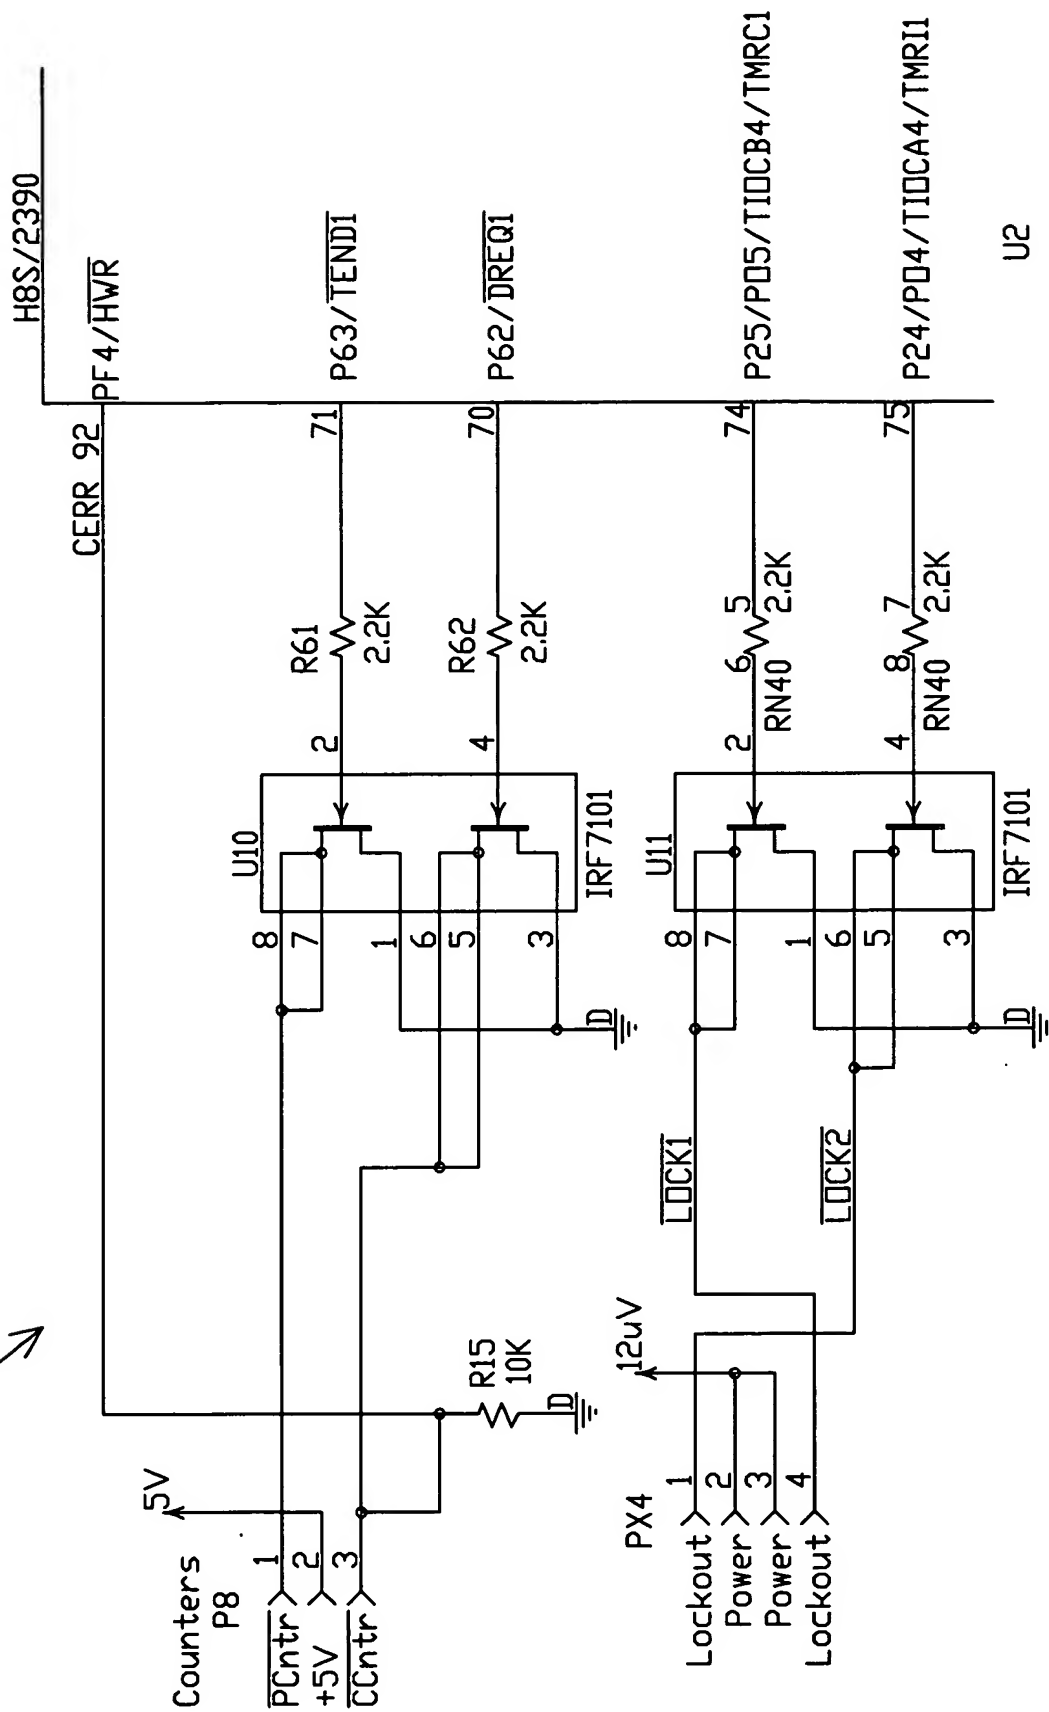 H8S/2390
CERR 92 PF4/HWR
R61
2.2K
2
71 P63/TEND1
R62
2.2K
4
70 P62/DREQ1
U10
IRF7101
8
7
1
6
5
3
D
Counters
P8
5V
PCntr 1
+5V 2
CCntr 3
R15
10K
D
2
6 5
RN40 2.2K
74 P25/PO5/TIOCB4/TMRC1
4
8 7
RN40 2.2K
75 P24/PO4/TIOCA4/TMRI1
U2
U11
IRF7101
8
7
1
6
5
3
D
LOCK1
LOCK2
12uV
PX4
Lockout 1
Power 2
Power 3
Lockout 4